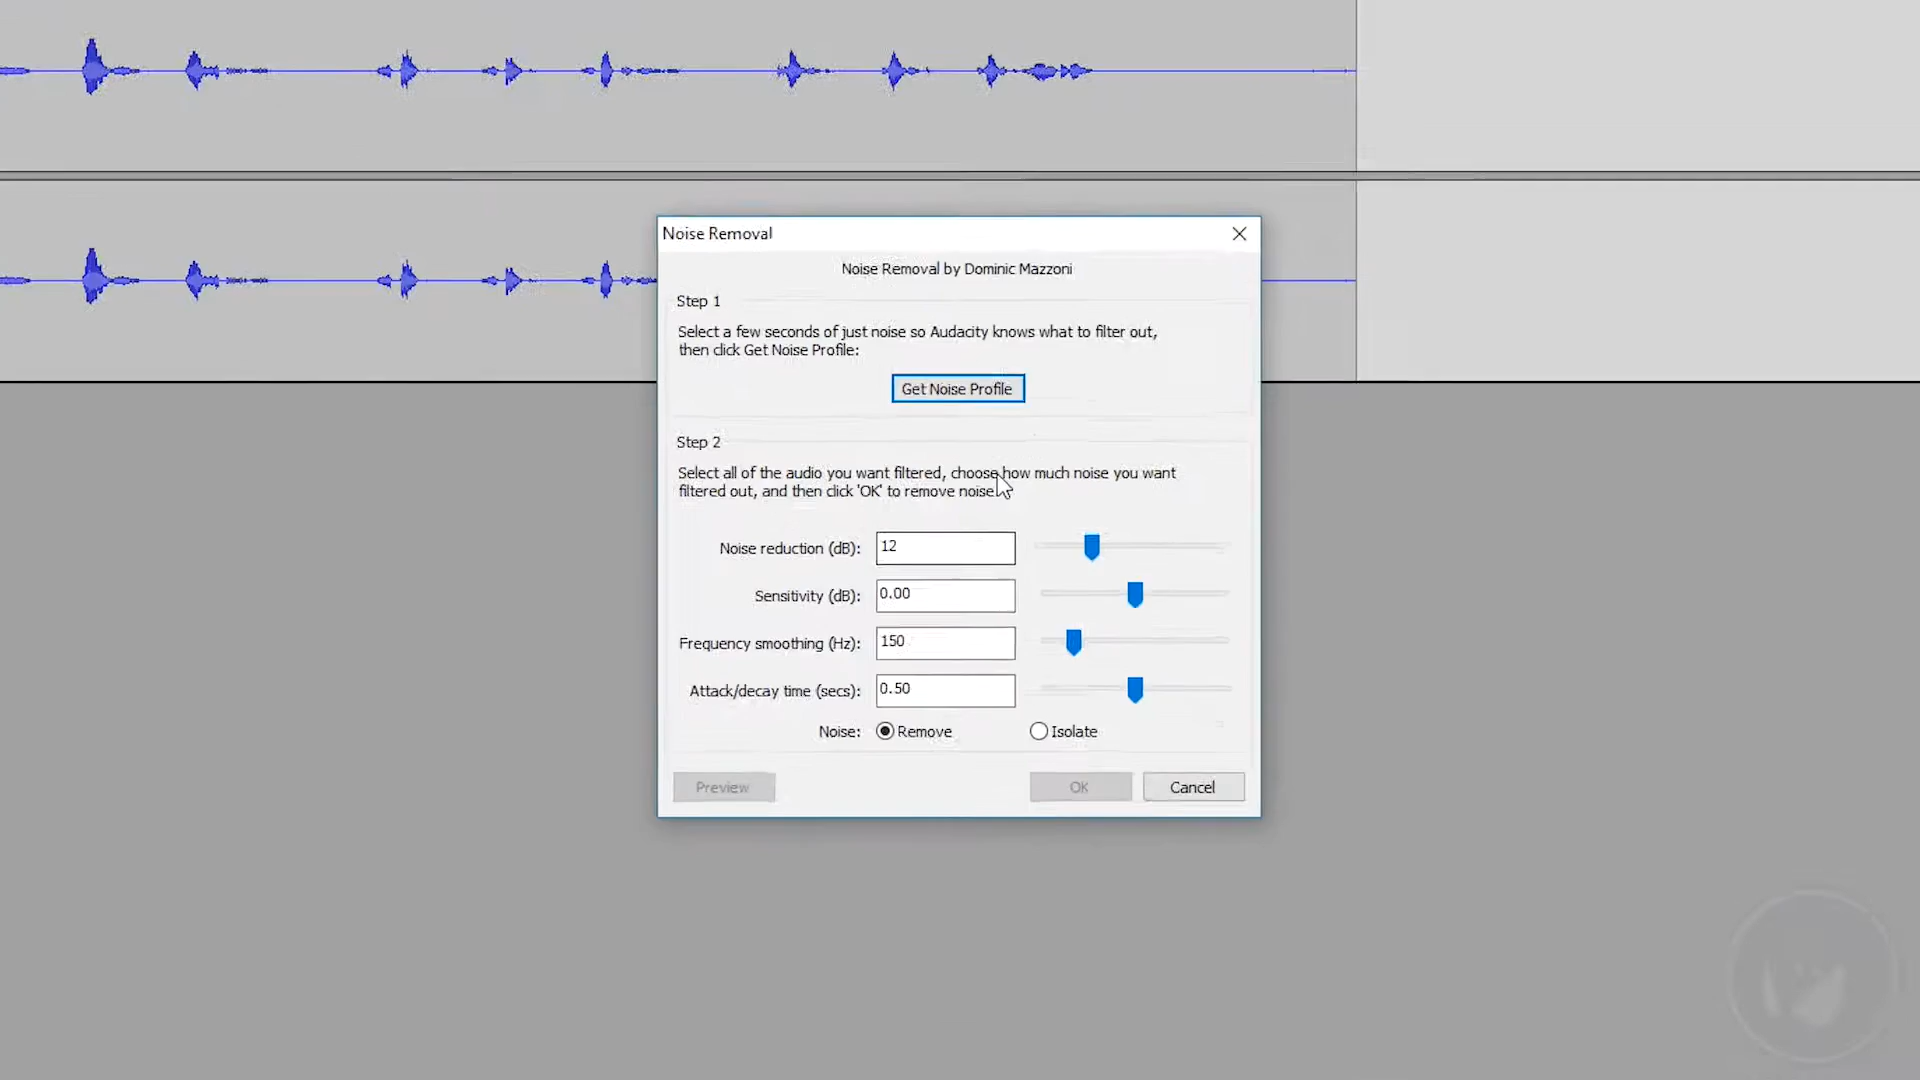 Noise Removal
Noise Removal by Dominic Mazzoni
Step 1
Select a few seconds of just noise so Audacity knows what to filter out,
then click Get Noise Profile:
Get Noise Profile
Step 2
Select all of the audio you want filtered, choose how much noise you want
filtered out, and then click 'OK' to remove noise.
Noise reduction (dB): 12
Sensitivity (dB): 0.00
Frequency smoothing (Hz): 150
Attack/decay time (secs): 0.50
Noise: Remove Isolate
Preview OK Cancel